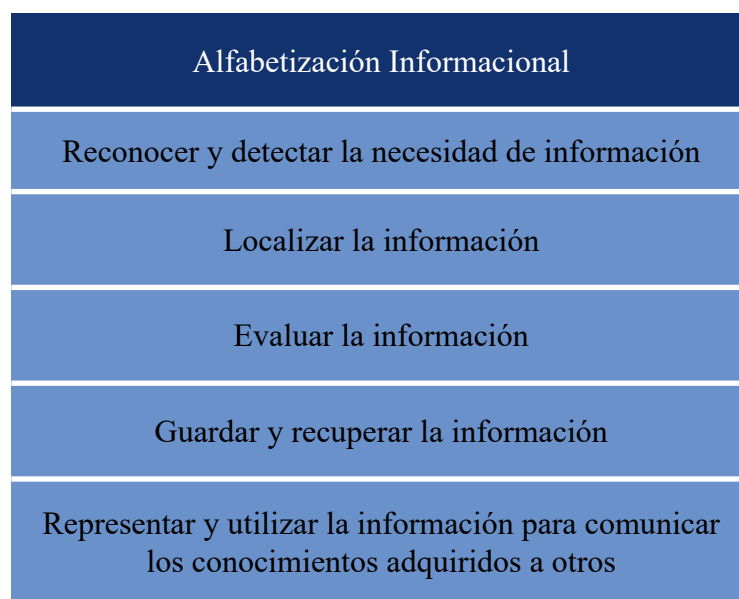 Alfabetización Informacional
Reconocer y detectar la necesidad de información
Localizar la información
Evaluar la información
Guardar y recuperar la información
Representar y utilizar la información para comunicar
los conocimientos adquiridos a otros